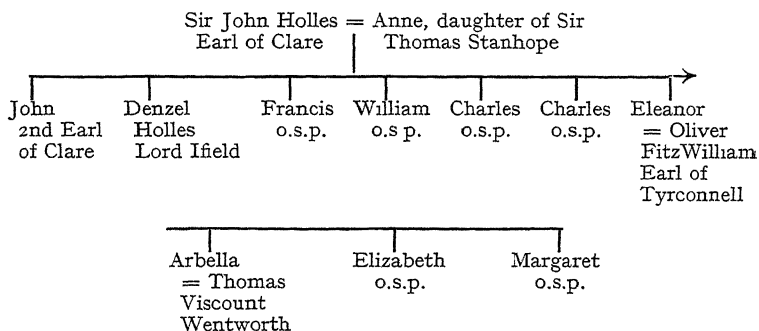 Sir John Holles = Anne, daughter of Sir
Earl of Clare Thomas Stanhope
John Denzel Francis William Charles Charles Eleanor
2nd Earl Holles o.s.p. o.s p. o.s.p. o.s.p. = Oliver
of Clare Lord Ifield FitzWilliam
Earl of
Tyrconnell
Arbella Elizabeth Margaret
= Thomas o.s.p. o.s.p.
Viscount
Wentworth